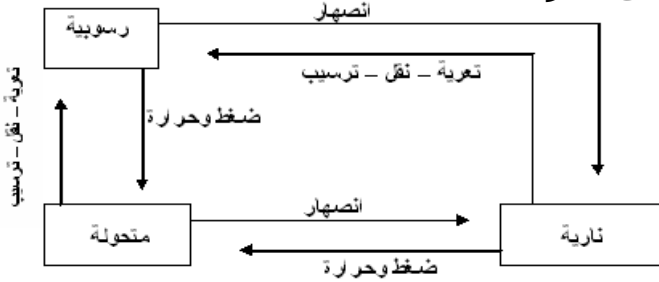 انصهار
رسوبية
تعرية – نقل – ترسيب
تعرية – نقل – ترسيب
ضغط وحرارة
انصهار
متحولة
نارية
ضغط وحرارة